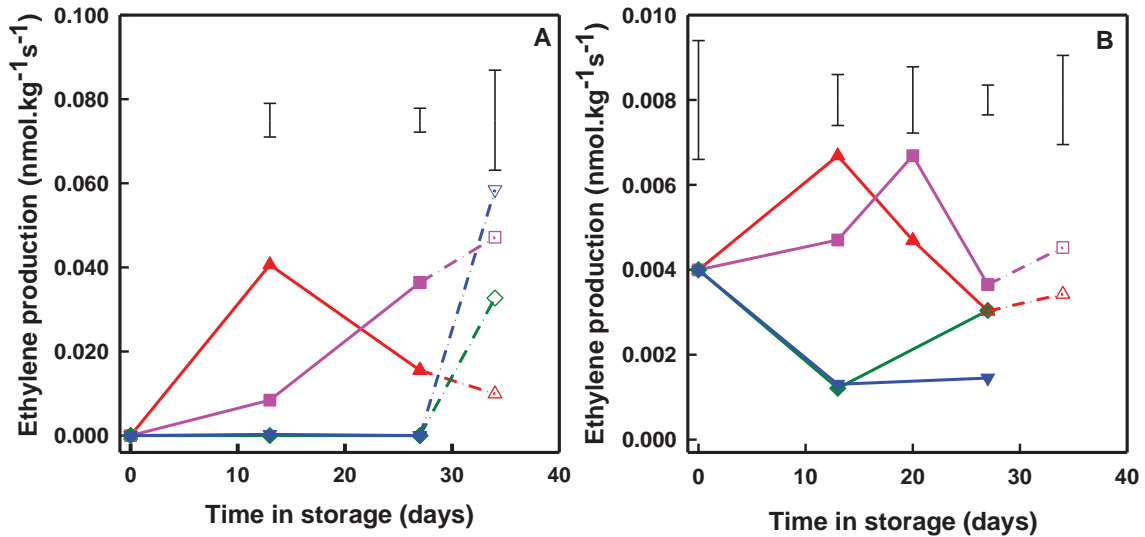 A
Ethylene production (nmol.kg⁻¹s⁻¹)
0.100
0.080
0.060
0.040
0.020
0.000
0 10 20 30 40
Time in storage (days)
B
Ethylene production (nmol.kg⁻¹s⁻¹)
0.010
0.008
0.006
0.004
0.002
0.000
0 10 20 30 40
Time in storage (days)